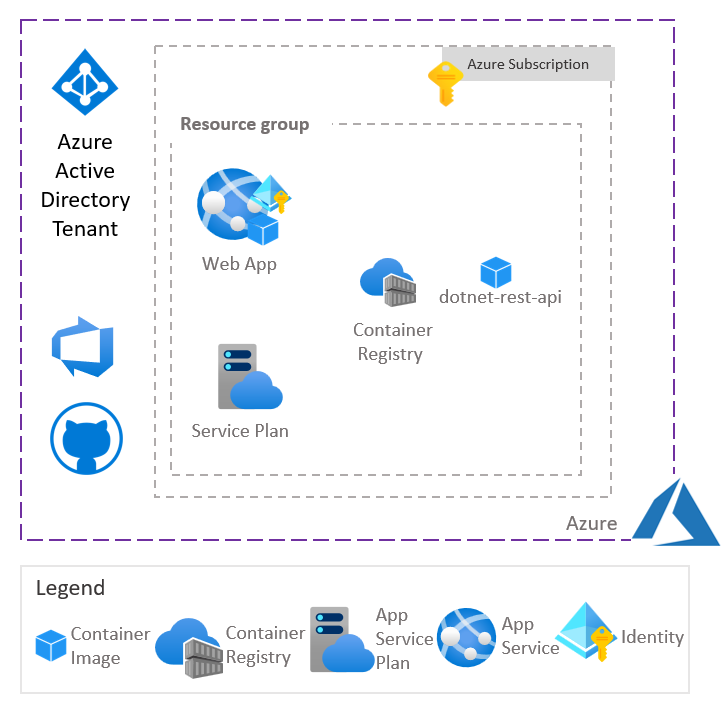 Azure Subscription
Azure
Active
Directory
Tenant
Resource group
Web App
dotnet-rest-api
Container
Registry
Service Plan
Azure
Legend
Container
Image
Container
Registry
App
Service
Plan
App
Service
Identity